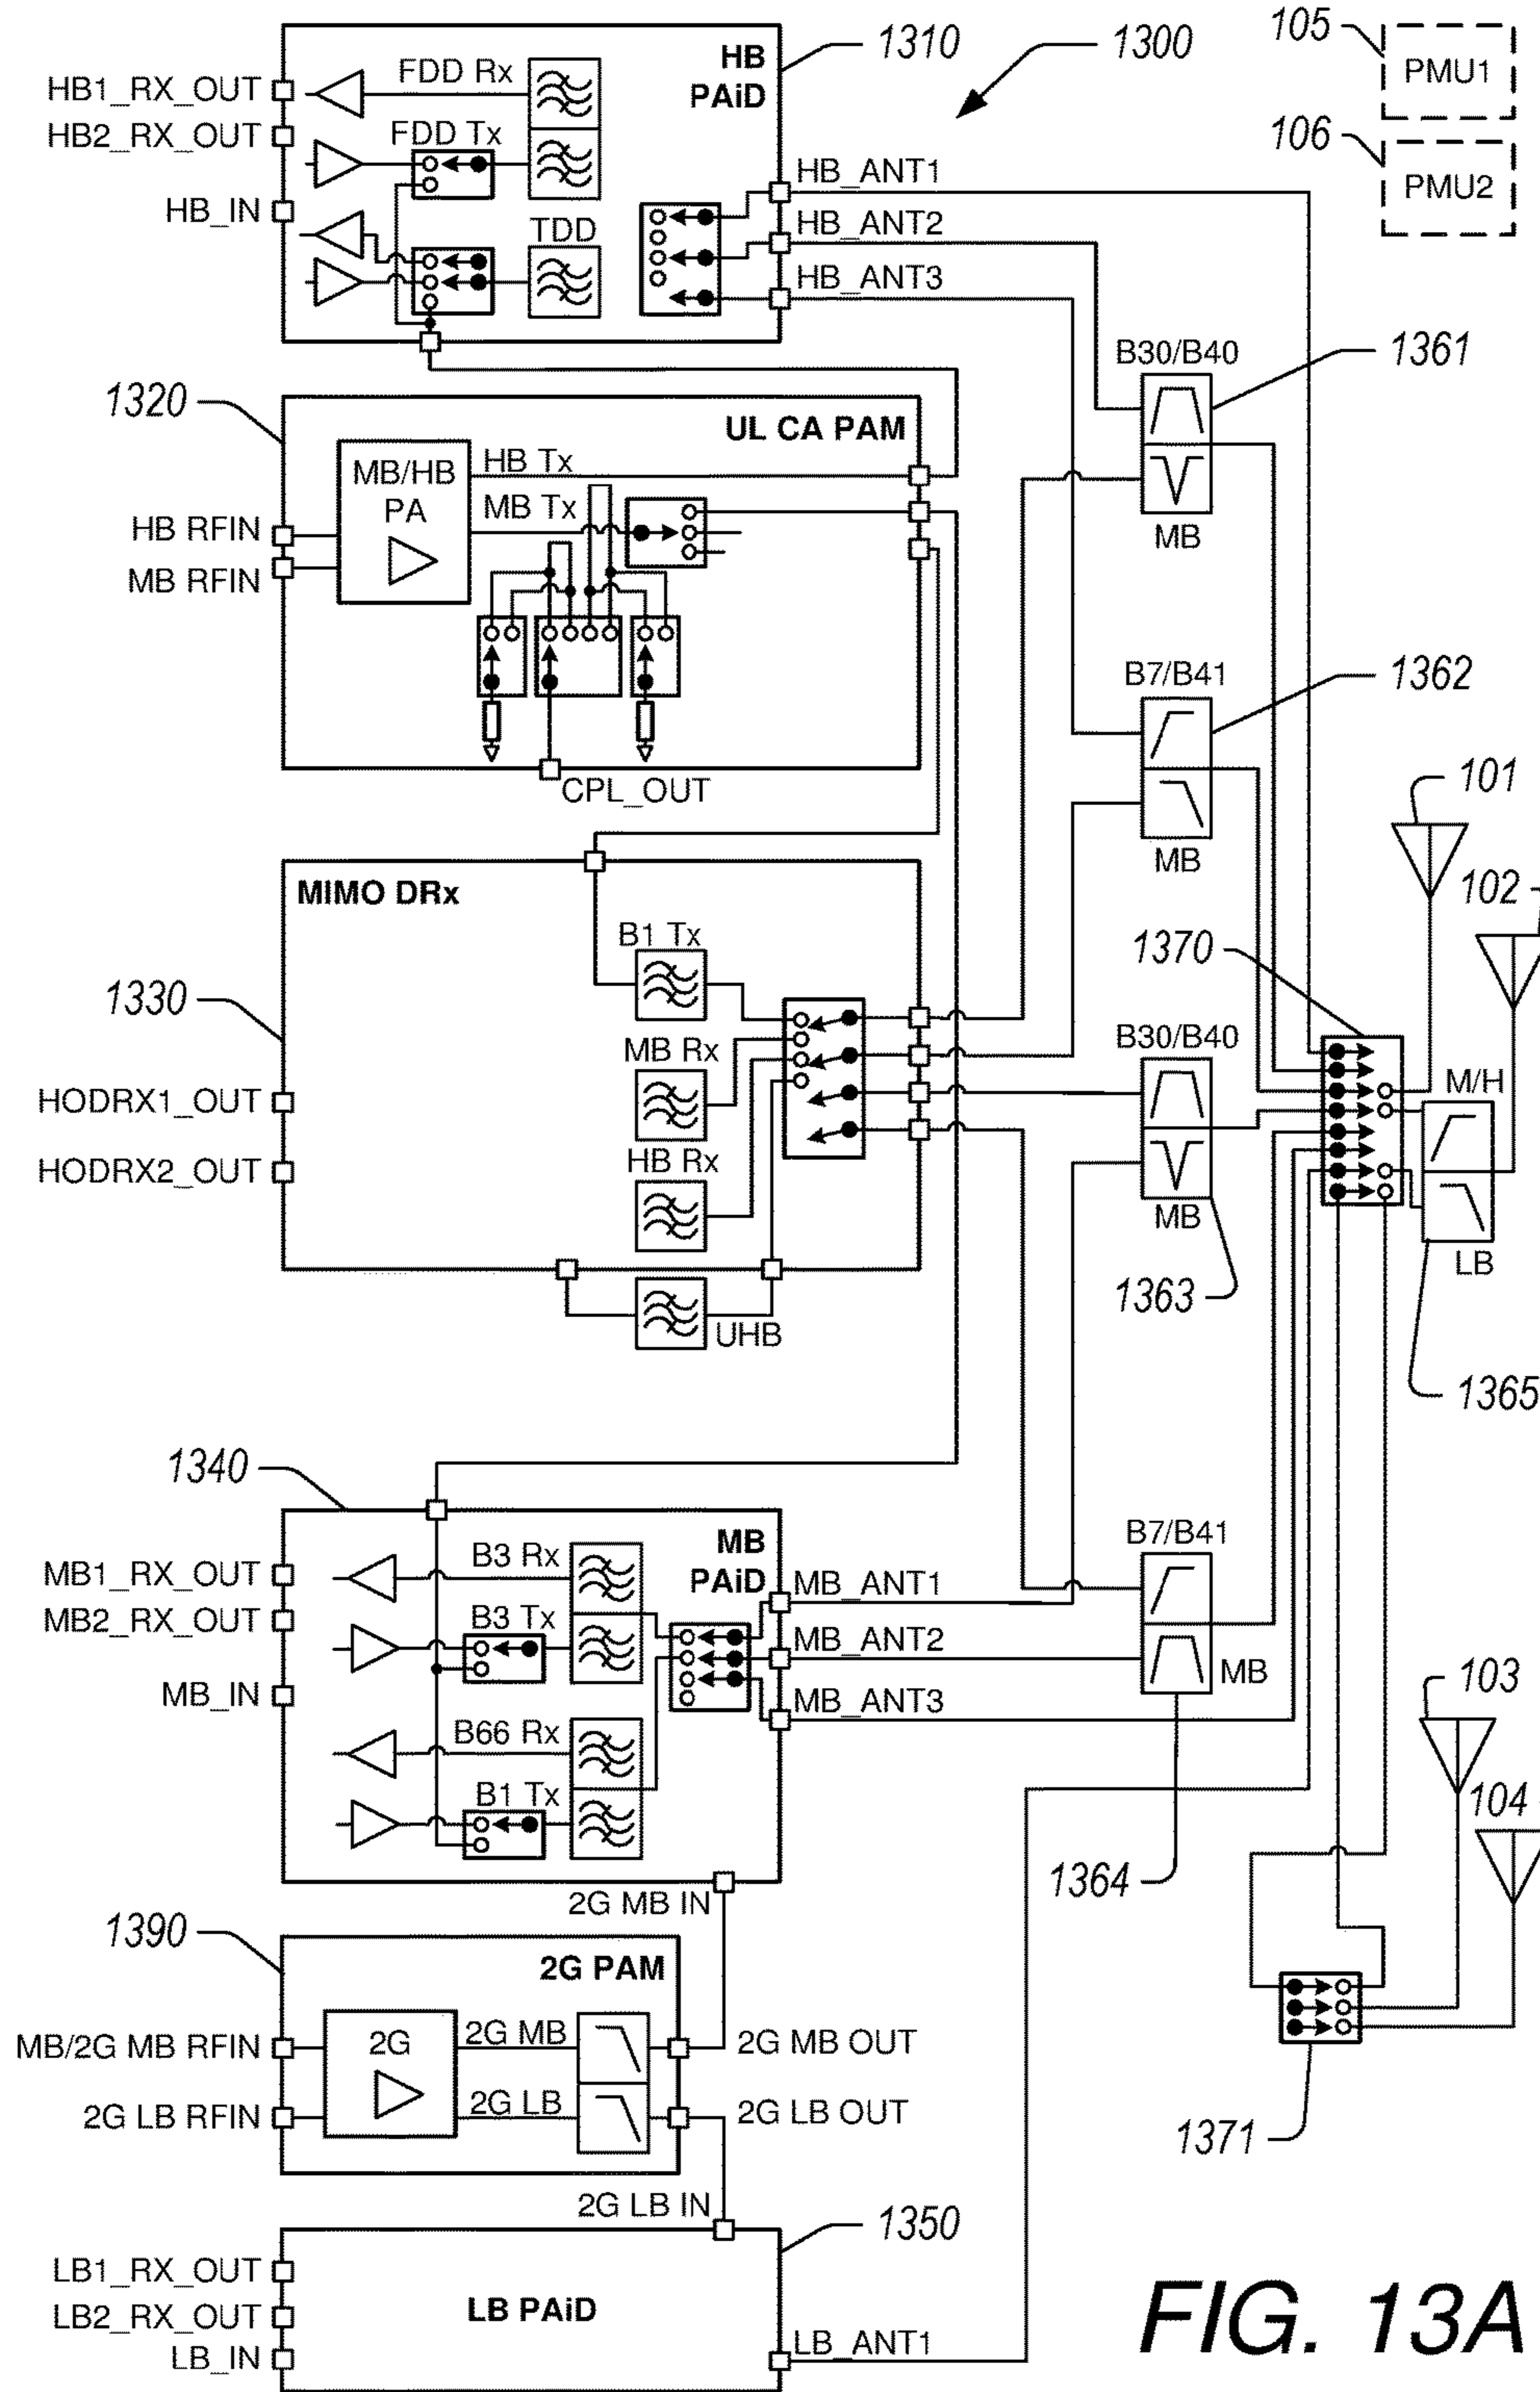 1310
1300
105
PMU1
106
PMU2
HB
PAiD
HB1_RX_OUT
HB2_RX_OUT
HB_IN
FDD Rx
FDD Tx
TDD
HB_ANT1
HB_ANT2
HB_ANT3
B30/B40
1361
MB
1320
UL CA PAM
MB/HB
PA
HB Tx
MB Tx
HB RFIN
MB RFIN
CPL_OUT
B7/B41
1362
MB
101
102
MIMO DRx
B1 Tx
1330
MB Rx
HB Rx
HODRX1_OUT
HODRX2_OUT
UHB
1370
B30/B40
MB
1363
M/H
LB
1365
1340
MB
PAiD
MB1_RX_OUT
MB2_RX_OUT
MB_IN
B3 Rx
B3 Tx
B66 Rx
B1 Tx
MB_ANT1
MB_ANT2
MB_ANT3
B7/B41
MB
1364
103
104
2G MB IN
1390
2G PAM
MB/2G MB RFIN
2G LB RFIN
2G
2G MB
2G LB
2G MB OUT
2G LB OUT
1371
2G LB IN
1350
LB1_RX_OUT
LB2_RX_OUT
LB_IN
LB PAiD
LB_ANT1
FIG. 13A